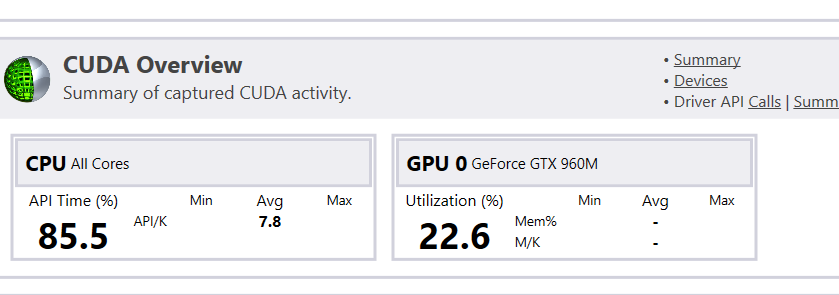 CUDA Overview
Summary of captured CUDA activity.
• Summary
• Devices
• Driver API Calls | Summ
CPU All Cores
API Time (%) Min Avg Max
85.5 API/K 7.8
GPU 0 GeForce GTX 960M
Utilization (%) Min Avg Max
22.6 Mem% -
M/K -